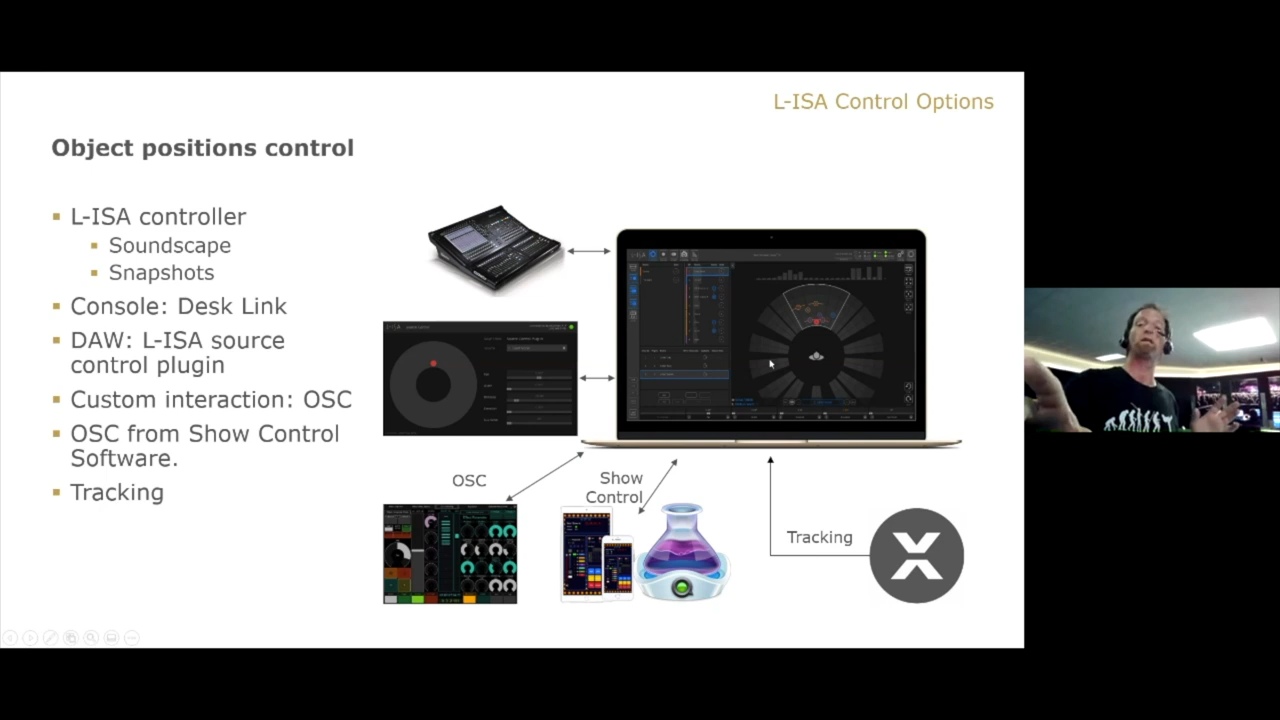 L-ISA Control Options
Object positions control
L-ISA controller
Soundscape
Snapshots
Console: Desk Link
DAW: L-ISA source
control plugin
Custom interaction: OSC
OSC from Show Control
Software.
Tracking
OSC
Show
Control
Tracking